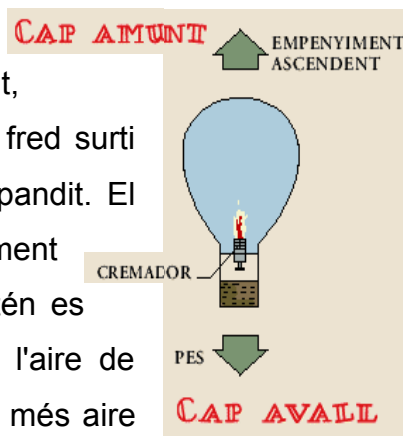 CAP AMUNT
EMPENYIMENT
ASCENDENT
t,
fred surti
pandit. El
ment
CREMADOR
én es
l'aire de
PES
més aire
CAP AVALL